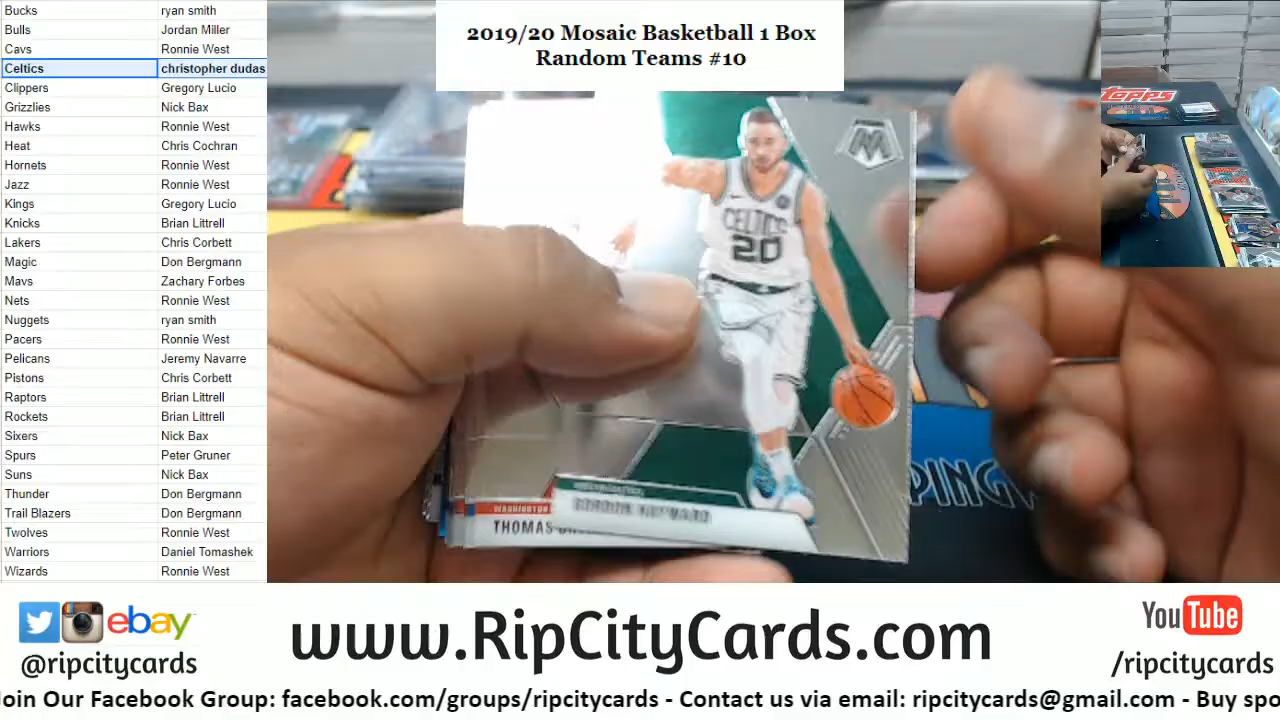 Bucks ryan smith
Bulls Jordan Miller
Cavs Ronnie West
Celtics christopher dudas
Clippers Gregory Lucio
Grizzlies Nick Bax
Hawks Ronnie West
Heat Chris Cochran
Hornets Ronnie West
Jazz Ronnie West
Kings Gregory Lucio
Knicks Brian Littrell
Lakers Chris Corbett
Magic Don Bergmann
Mavs Zachary Forbes
Nets Ronnie West
Nuggets ryan smith
Pacers Ronnie West
Pelicans Jeremy Navarre
Pistons Chris Corbett
Raptors Brian Littrell
Rockets Brian Littrell
Sixers Nick Bax
Spurs Peter Gruner
Suns Nick Bax
Thunder Don Bergmann
Trail Blazers Don Bergmann
Twolves Ronnie West
Warriors Daniel Tomashek
Wizards Ronnie West
2019/20 Mosaic Basketball 1 Box
Random Teams #10
TOPPS
M
CELTICS
20
WASHINGTON
THOMAS
PING
ebay
@ripcitycards
www.RipCityCards.com
YouTube
/ripcitycards
Join Our Facebook Group: facebook.com/groups/ripcitycards - Contact us via email: ripcitycards@gmail.com - Buy spo